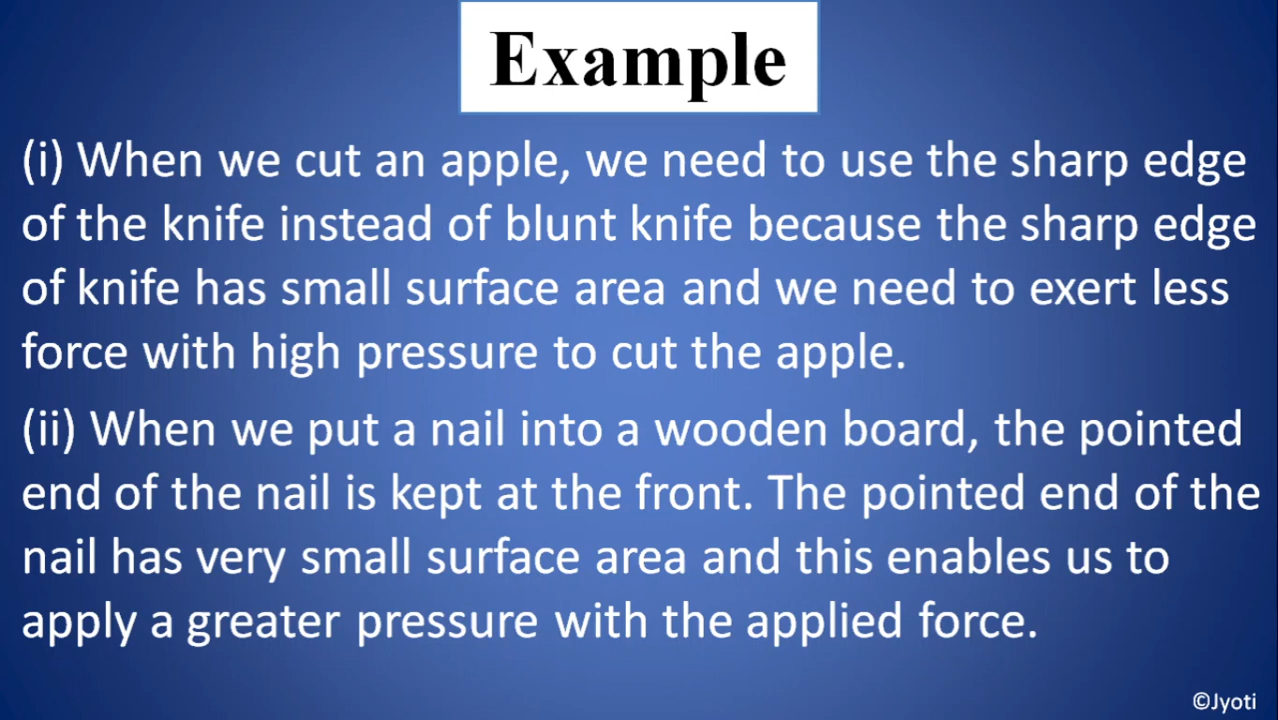 Example
(i) When we cut an apple, we need to use the sharp edge
of the knife instead of blunt knife because the sharp edge
of knife has small surface area and we need to exert less
force with high pressure to cut the apple.
(ii) When we put a nail into a wooden board, the pointed
end of the nail is kept at the front. The pointed end of the
nail has very small surface area and this enables us to
apply a greater pressure with the applied force.
©Jyoti